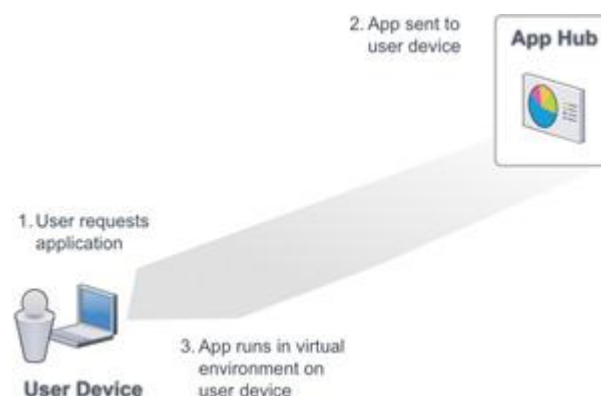 2. App sent to
user device
App Hub
1. User requests
application
3. App runs in virtual
environment on
user device
User Device